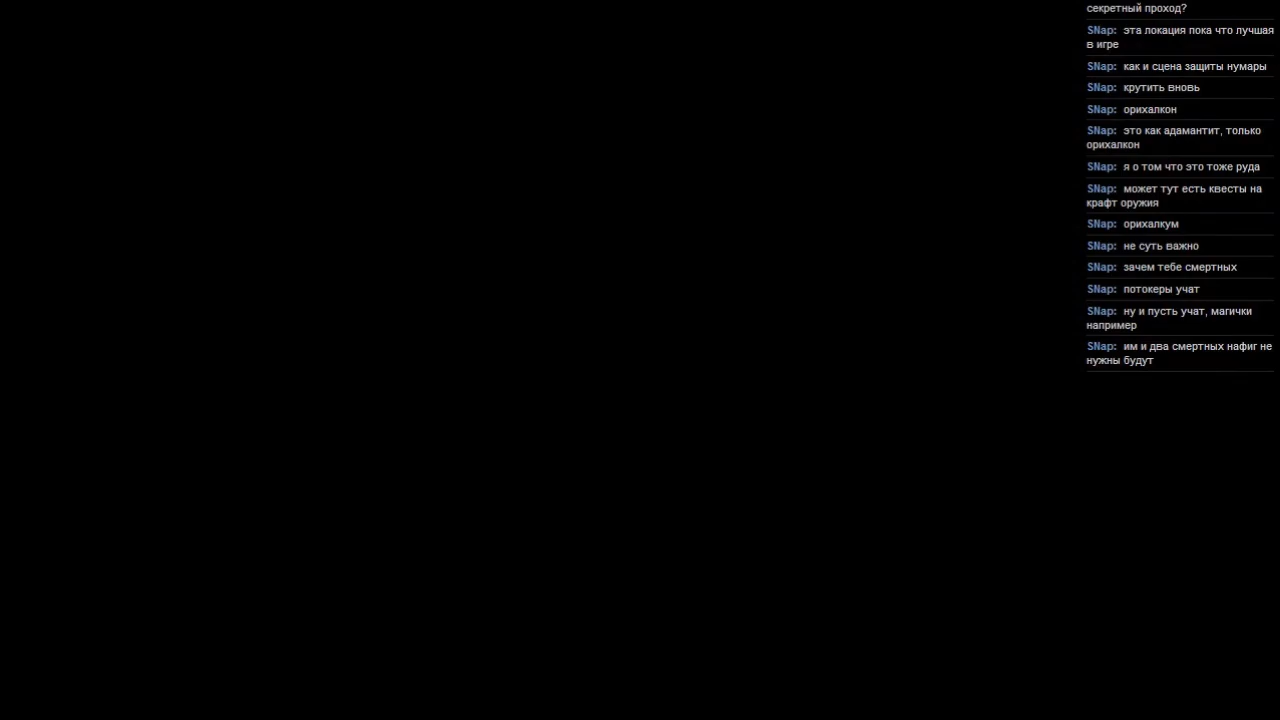 секретный проход?
SNap: эта локация пока что лучшая
в игре
SNap: как и сцена защиты нумары
SNap: крутить вновь
SNap: орихалкон
SNap: это как адамантит, только
орихалкон
SNap: я о том что это тоже руда
SNap: может тут есть квесты на
крафт оружия
SNap: орихалкум
SNap: не суть важно
SNap: зачем тебе смертных
SNap: потокеры учат
SNap: ну и пусть учат, магички
например
SNap: им и два смертных нафиг не
нужны будут